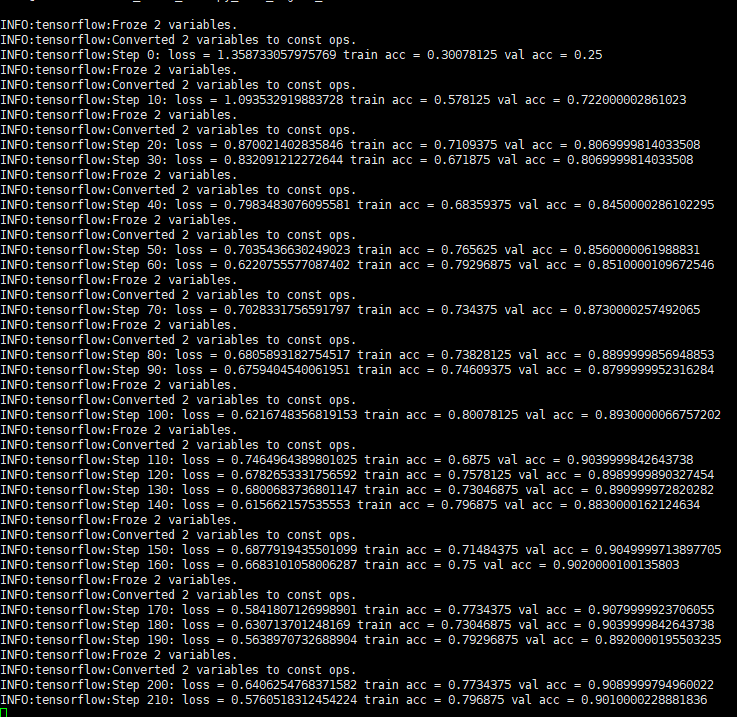 INFO:tensorflow:Froze 2 variables.
INFO:tensorflow:Converted 2 variables to const ops.
INFO:tensorflow:Step 0: loss = 1.358733057975769 train acc = 0.30078125 val acc = 0.25
INFO:tensorflow:Froze 2 variables.
INFO:tensorflow:Converted 2 variables to const ops.
INFO:tensorflow:Step 10: loss = 1.093532919883728 train acc = 0.578125 val acc = 0.722000002861023
INFO:tensorflow:Froze 2 variables.
INFO:tensorflow:Converted 2 variables to const ops.
INFO:tensorflow:Step 20: loss = 0.870021402835846 train acc = 0.7109375 val acc = 0.8069999814033508
INFO:tensorflow:Step 30: loss = 0.832091212272644 train acc = 0.671875 val acc = 0.8069999814033508
INFO:tensorflow:Froze 2 variables.
INFO:tensorflow:Converted 2 variables to const ops.
INFO:tensorflow:Step 40: loss = 0.7983483076095581 train acc = 0.68359375 val acc = 0.8450000286102295
INFO:tensorflow:Froze 2 variables.
INFO:tensorflow:Converted 2 variables to const ops.
INFO:tensorflow:Step 50: loss = 0.7035436630249023 train acc = 0.765625 val acc = 0.8560000061988831
INFO:tensorflow:Step 60: loss = 0.6220755577087402 train acc = 0.79296875 val acc = 0.8510000109672546
INFO:tensorflow:Froze 2 variables.
INFO:tensorflow:Converted 2 variables to const ops.
INFO:tensorflow:Step 70: loss = 0.7028331756591797 train acc = 0.734375 val acc = 0.8730000257492065
INFO:tensorflow:Froze 2 variables.
INFO:tensorflow:Converted 2 variables to const ops.
INFO:tensorflow:Step 80: loss = 0.6805893182754517 train acc = 0.73828125 val acc = 0.8899999856948853
INFO:tensorflow:Step 90: loss = 0.6759404540061951 train acc = 0.74609375 val acc = 0.8799999952316284
INFO:tensorflow:Froze 2 variables.
INFO:tensorflow:Converted 2 variables to const ops.
INFO:tensorflow:Step 100: loss = 0.6216748356819153 train acc = 0.80078125 val acc = 0.8930000066757202
INFO:tensorflow:Froze 2 variables.
INFO:tensorflow:Converted 2 variables to const ops.
INFO:tensorflow:Step 110: loss = 0.7464964389801025 train acc = 0.6875 val acc = 0.9039999842643738
INFO:tensorflow:Step 120: loss = 0.6782653331756592 train acc = 0.7578125 val acc = 0.8989999890327454
INFO:tensorflow:Step 130: loss = 0.6800683736801147 train acc = 0.73046875 val acc = 0.890999972820282
INFO:tensorflow:Step 140: loss = 0.615662157535553 train acc = 0.796875 val acc = 0.8830000162124634
INFO:tensorflow:Froze 2 variables.
INFO:tensorflow:Converted 2 variables to const ops.
INFO:tensorflow:Step 150: loss = 0.6877919435501099 train acc = 0.71484375 val acc = 0.9049999713897705
INFO:tensorflow:Step 160: loss = 0.6683101058006287 train acc = 0.75 val acc = 0.9020000100135803
INFO:tensorflow:Froze 2 variables.
INFO:tensorflow:Converted 2 variables to const ops.
INFO:tensorflow:Step 170: loss = 0.5841807126998901 train acc = 0.7734375 val acc = 0.9079999923706055
INFO:tensorflow:Step 180: loss = 0.630713701248169 train acc = 0.73046875 val acc = 0.9039999842643738
INFO:tensorflow:Step 190: loss = 0.5638970732688904 train acc = 0.79296875 val acc = 0.8920000195503235
INFO:tensorflow:Froze 2 variables.
INFO:tensorflow:Converted 2 variables to const ops.
INFO:tensorflow:Step 200: loss = 0.6406254768371582 train acc = 0.7734375 val acc = 0.9089999794960022
INFO:tensorflow:Step 210: loss = 0.5760518312454224 train acc = 0.796875 val acc = 0.9010000228881836